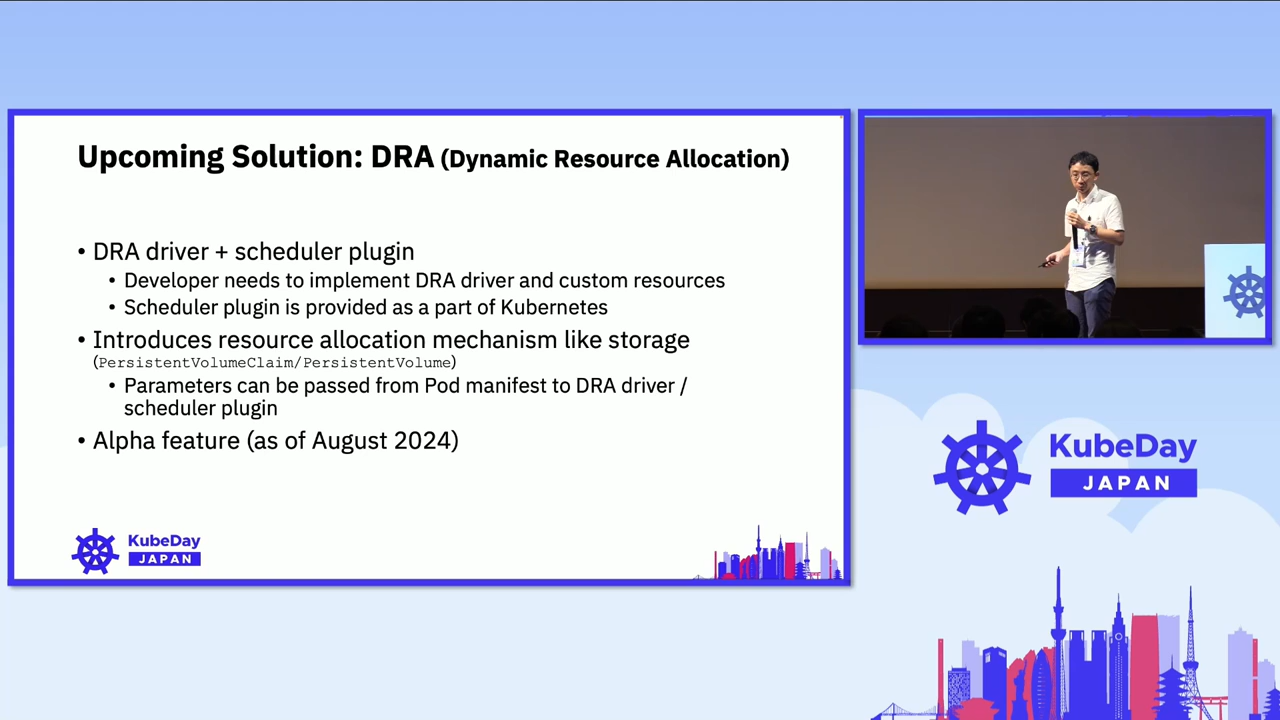 Upcoming Solution: DRA (Dynamic Resource Allocation)
• DRA driver + scheduler plugin
• Developer needs to implement DRA driver and custom resources
• Scheduler plugin is provided as a part of Kubernetes
• Introduces resource allocation mechanism like storage
(PersistentVolumeClaim/PersistentVolume)
• Parameters can be passed from Pod manifest to DRA driver /
scheduler plugin
• Alpha feature (as of August 2024)
KubeDay
JAPAN
KubeDay
JAPAN